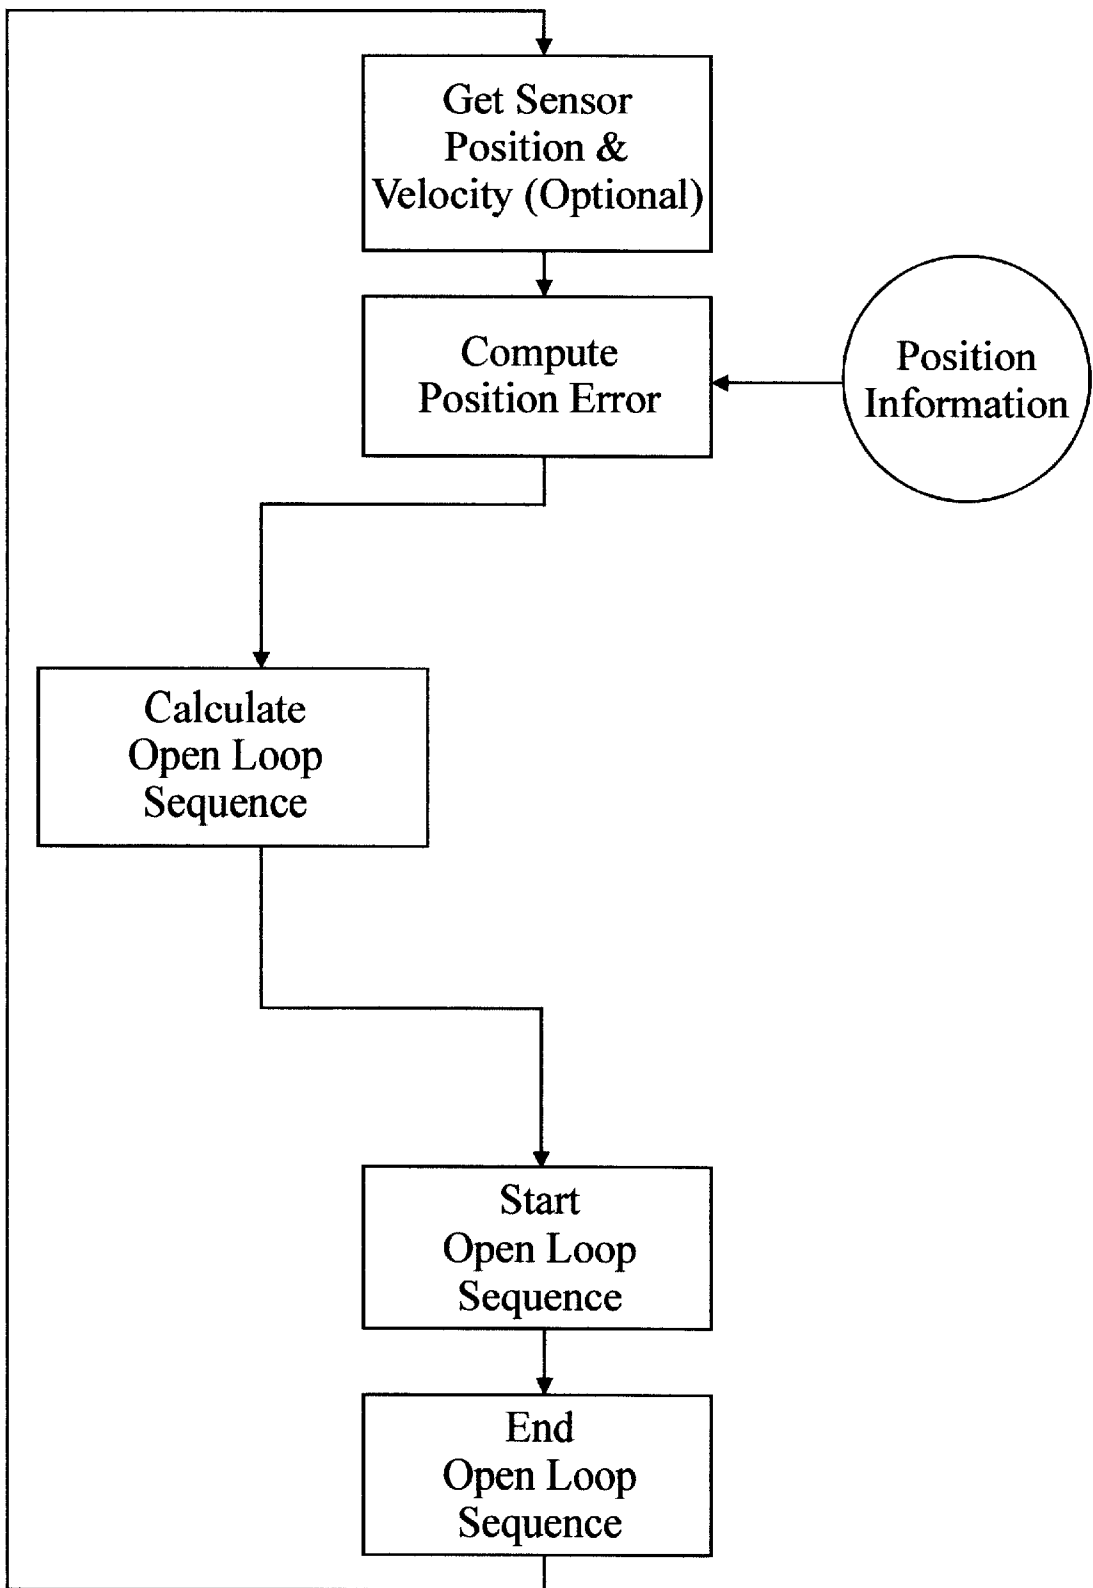 Get Sensor
Position &
Velocity (Optional)
Compute
Position Error
Position
Information
Calculate
Open Loop
Sequence
Start
Open Loop
Sequence
End
Open Loop
Sequence